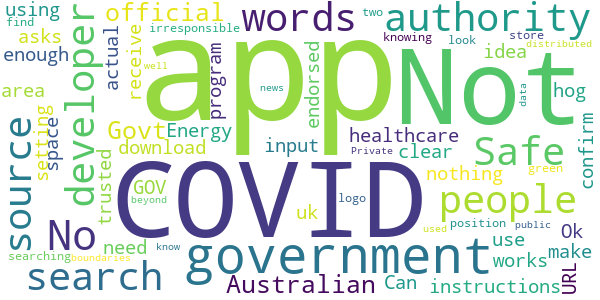 using
find
asks
enough
area
source
searching
No
search
setting
space
know
boundaries
official
developer
actual
GOV
trusted
need
beyond
Govt
download
receive
irresponsible
words
two
program
Energy
app
COVID
government
Australian
input
uk
Private
news
logo
endorsed
knowing
healthcare
clear
nothing
position
used
Can
instructions
authority
look
store
idea
Not
Safe
people
use
works
public
data
green
distributed
well
hog
confirm
Ok
make
URL